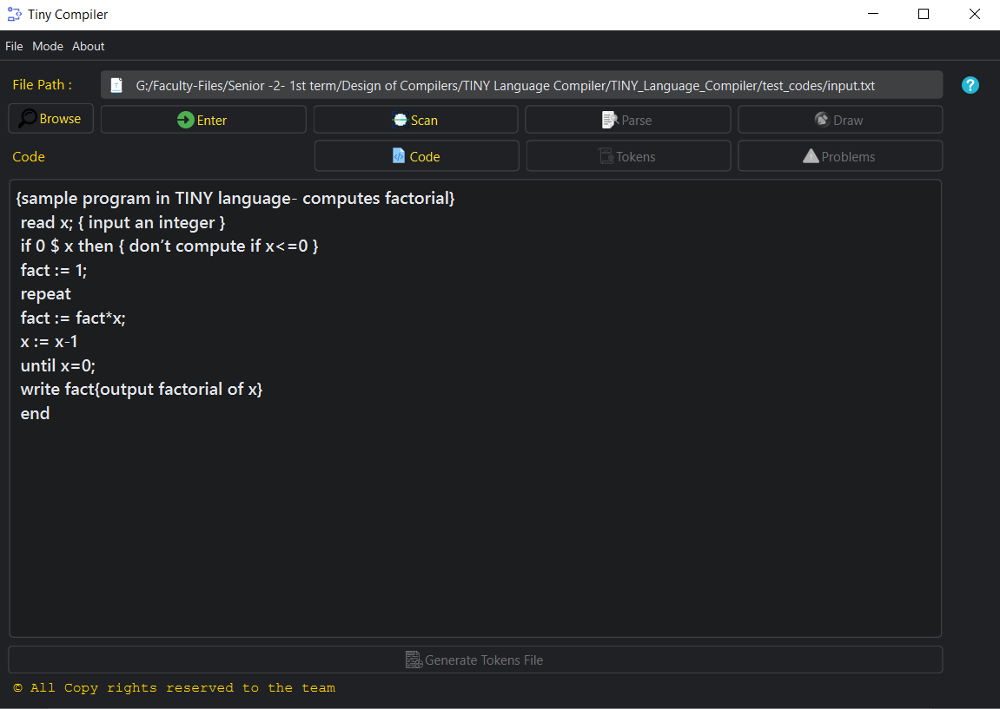 Tiny Compiler
File Mode About
File Path : G:/Faculty-Files/Senior -2- 1st term/Design of Compilers/TINY Language Compiler/TINY_Language_Compiler/test_codes/input.txt ?
Browse Enter Scan Parse Draw
Code Code Tokens Problems
{sample program in TINY language- computes factorial}
read x; { input an integer }
if 0 $ x then { don’t compute if x<=0 }
fact := 1;
repeat
fact := fact*x;
x := x-1
until x=0;
write fact{output factorial of x}
end
Generate Tokens File
© All Copy rights reserved to the team